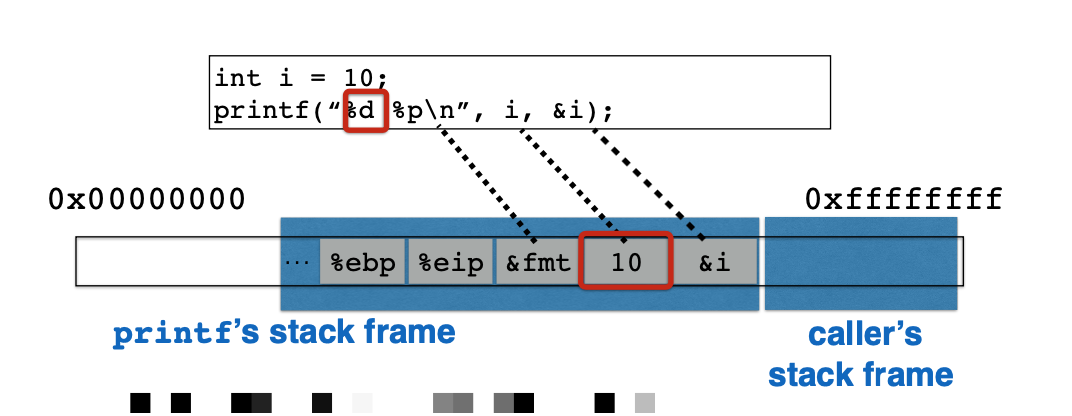 int i = 10;
printf(“%d %p\n”, i, &i);
0x00000000
0xffffffff
... %ebp %eip &fmt 10 &i
printf’s stack frame
caller’s
stack frame